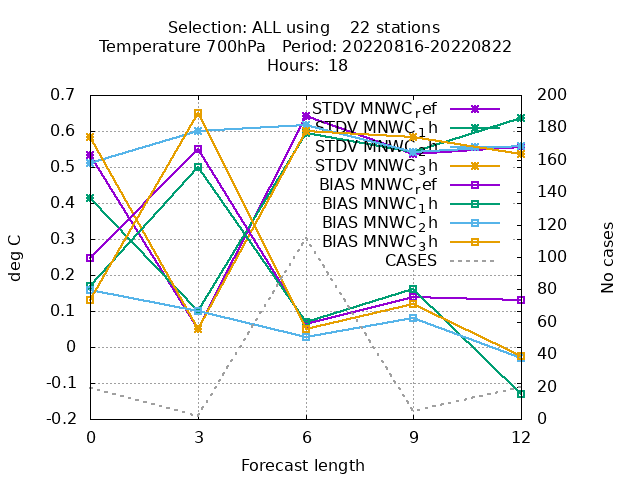 Selection: ALL using 22 stations
Temperature 700hPa Period: 20220816-20220822
Hours: 18
STDV MNWC_ref
STDV MNWC_1h
STDV MNWC_2h
STDV MNWC_3h
BIAS MNWC_ref
BIAS MNWC_1h
BIAS MNWC_2h
BIAS MNWC_3h
CASES
deg C
0.7
0.6
0.5
0.4
0.3
0.2
0.1
0
-0.1
-0.2
200
180
160
140
120
100
80
60
40
20
0
No cases
0 3 6 9 12
Forecast length